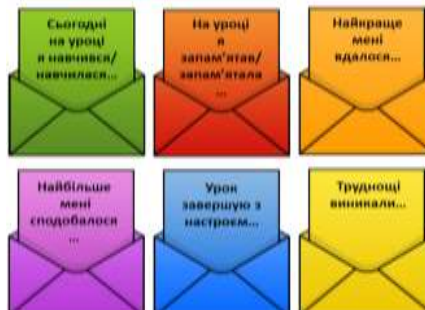 Сьогодні
на уроці
я навчився/
навчилася...
На уроці
я
запам'ятав/
запам'ятала
...
Найкраще
мені
вдалося...
Найбільше
мені
сподобалося
...
Урок
завершую з
настроєм...
Труднощі
виникали...